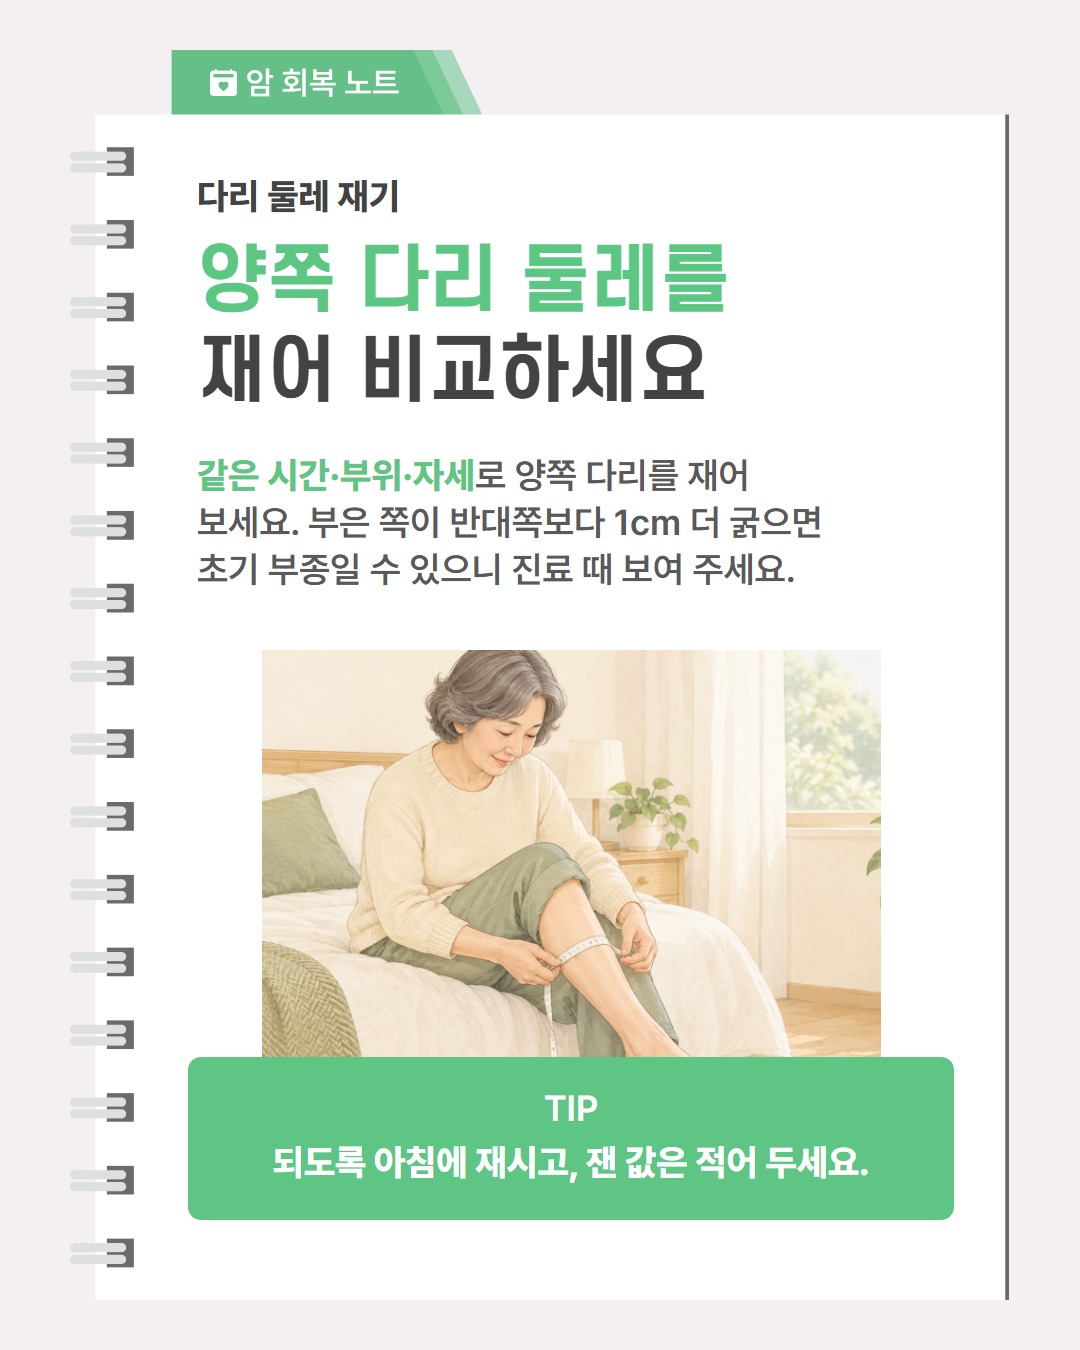 암 회복 노트
다리 둘레 재기
양쪽 다리 둘레를
재어 비교하세요
같은 시간·부위·자세로 양쪽 다리를 재어
보세요. 부은 쪽이 반대쪽보다 1cm 더 굵으면
초기 부종일 수 있으니 진료 때 보여 주세요.
TIP
되도록 아침에 재시고, 잰 값은 적어 두세요.